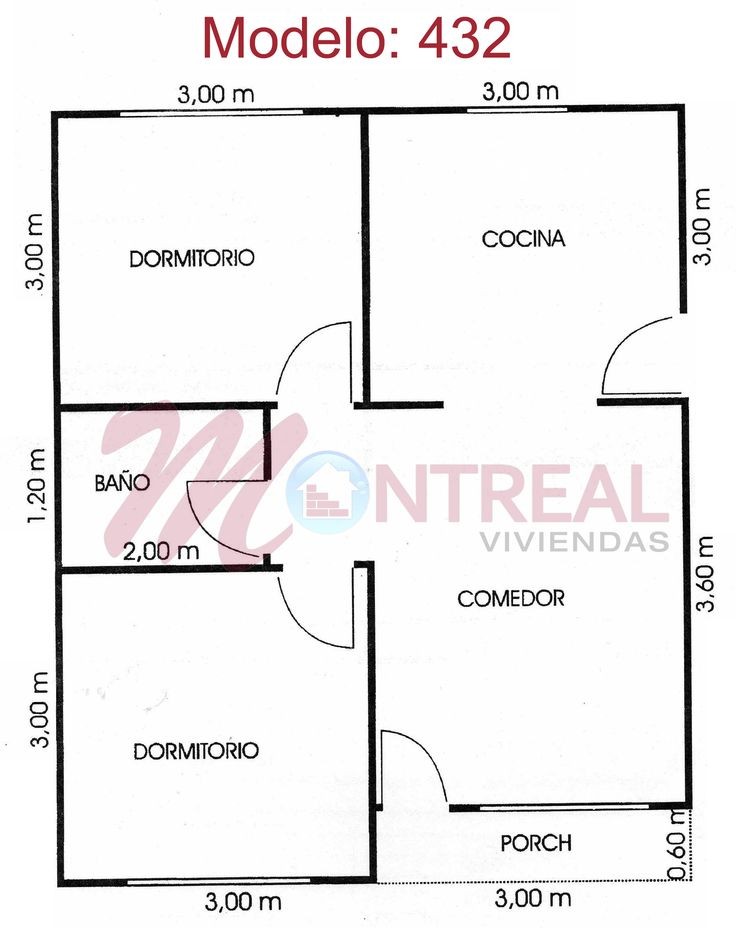 Modelo: 432
3,00 m
3,00 m
3,00 m
3,00 m
DORMITORIO
COCINA
MONTREAL
VIVIENDAS
BAÑO
1,20 m
2,00 m
COMEDOR
3,60 m
3,00 m
DORMITORIO
PORCH
0,60 m
3,00 m
3,00 m